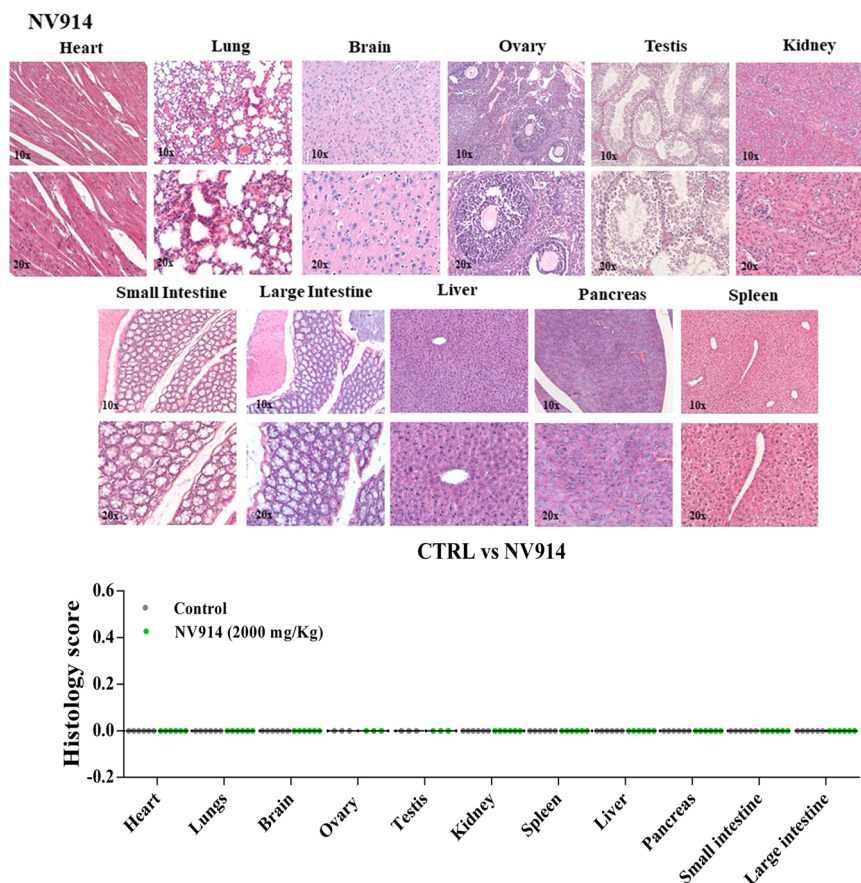 NV914
Heart Lung Brain Ovary Testis Kidney
10x 10x 10x 10x 10x 10x
20x 20x 20x 20x 20x 20x
Small Intestine Large Intestine Liver Pancreas Spleen
10x 10x 10x 10x 10x
20x 20x 20x 20x 20x
CTRL vs NV914
Histology score
0.6
0.4
0.2
0.0
-0.2
Control
NV914 (2000 mg/Kg)
Heart
Lungs
Brain
Ovary
Testis
Kidney
Spleen
Liver
Pancreas
Small intestine
Large intestine